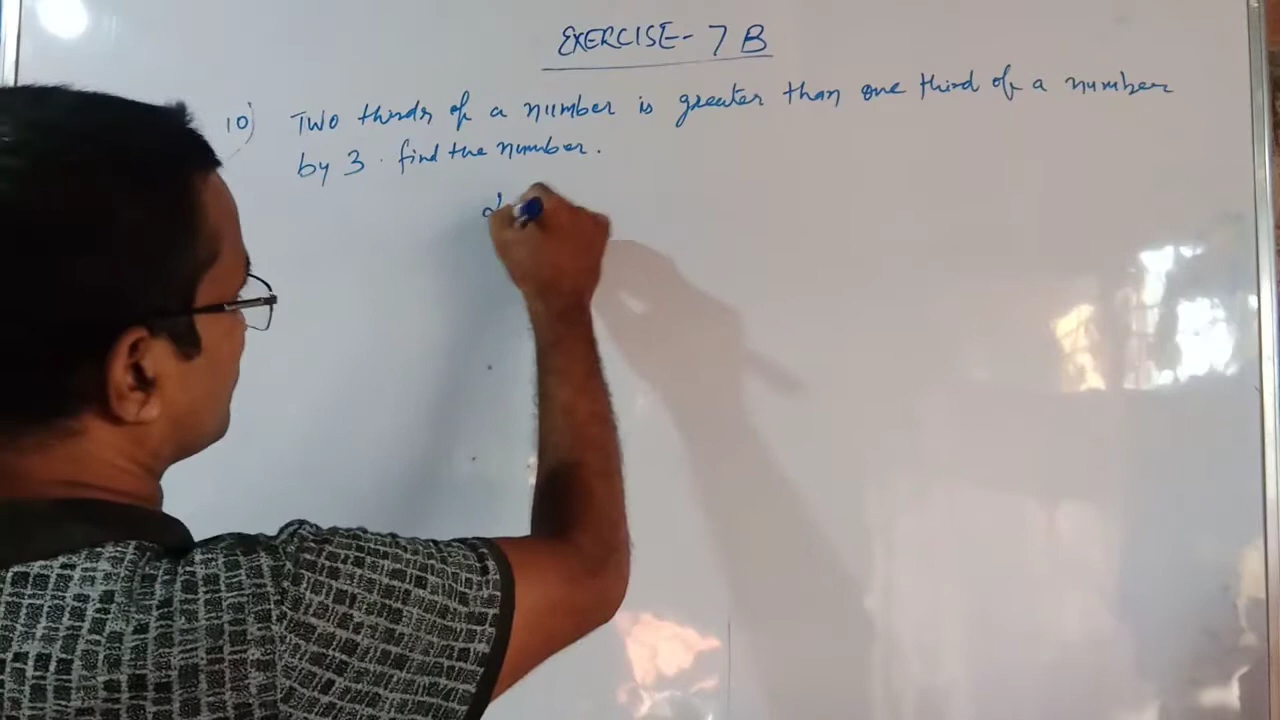 EXERCISE - 7 B
10) Two thirds of a number is greater than one third of a number
by 3. find the number.